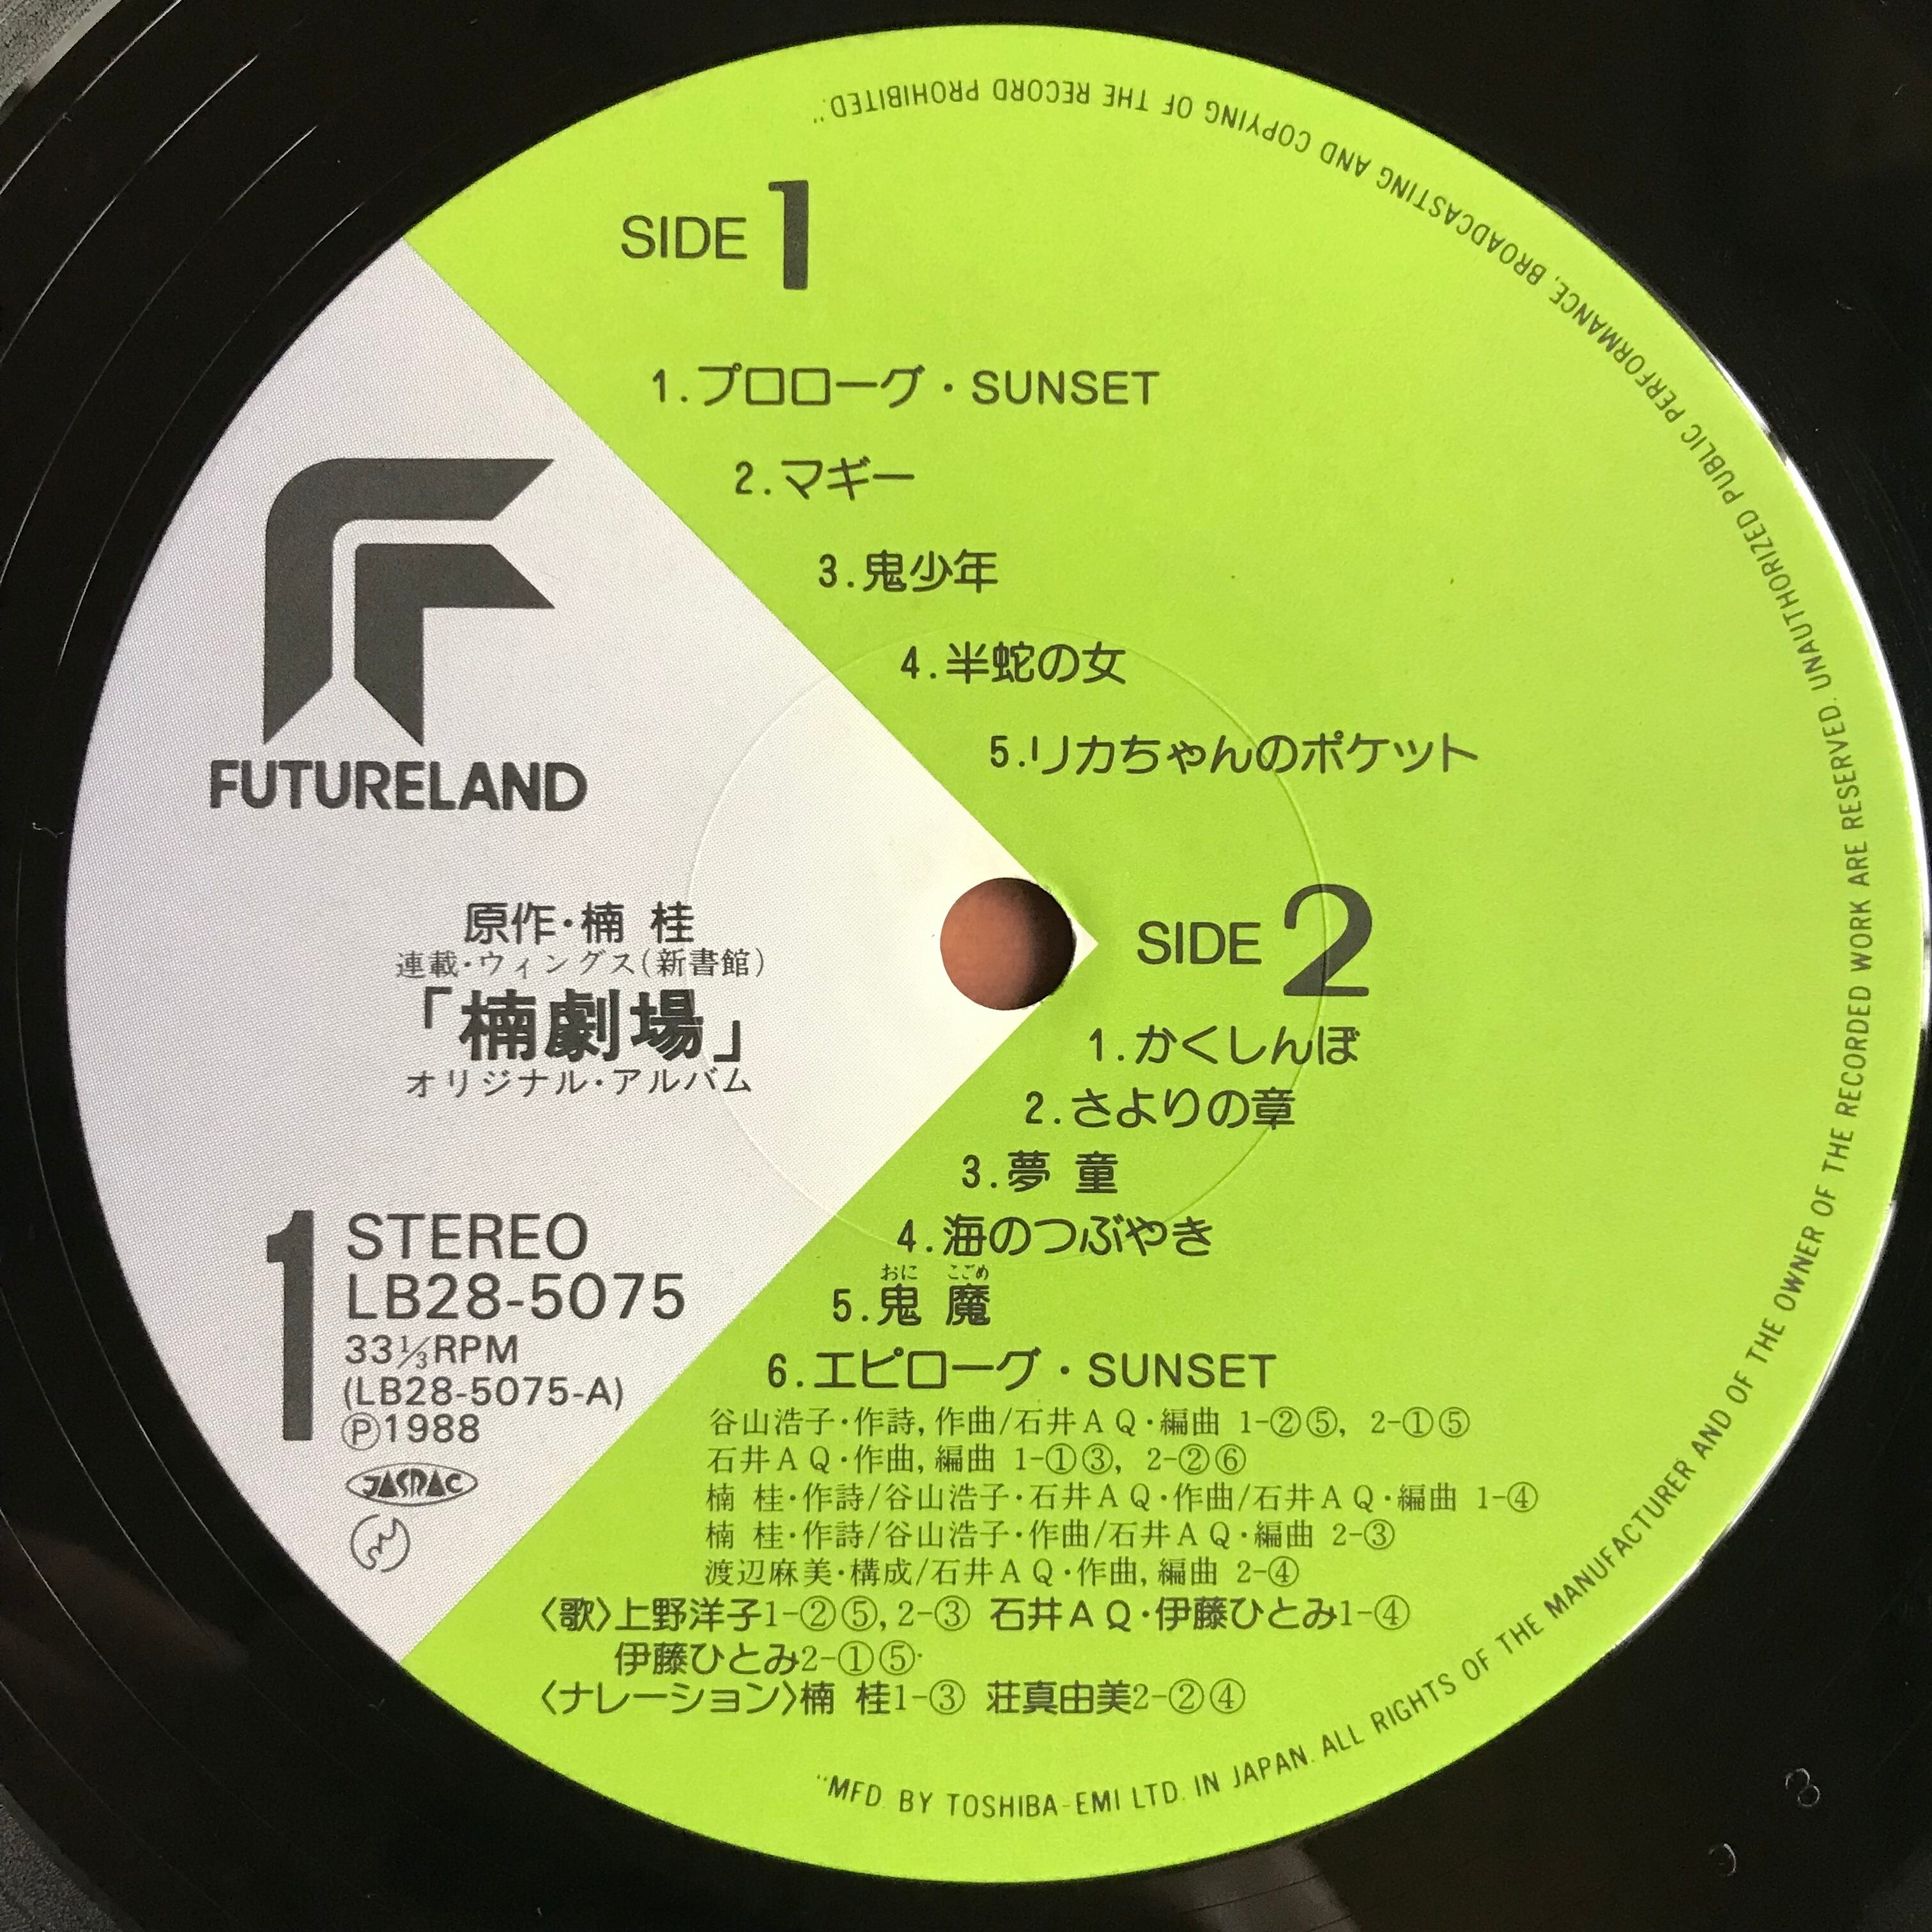 SIDE 1
1.プロローグ・SUNSET
2.マギー
3.鬼少年
4.半蛇の女
5.リカちゃんのポケット
FUTURELAND
原作・楠 桂
連載・ウィングス(新書館)
「楠劇場」
オリジナル・アルバム
1
STEREO
LB28-5075
33⅓RPM
(LB28-5075-A)
Ⓟ1988
JASRAC
SIDE 2
1.かくしんぼ
2.さよりの章
3.夢 童
4.海のつぶやき
おに こごめ
5.鬼 魔
6.エピローグ・SUNSET
谷山浩子・作詩, 作曲/石井AQ・編曲 1-②⑤, 2-①⑤
石井AQ・作曲, 編曲 1-①③, 2-②⑥
楠 桂・作詩/谷山浩子・石井AQ・作曲/石井AQ・編曲 1-④
楠 桂・作詩/谷山浩子・作曲/石井AQ・編曲 2-③
渡辺麻美・構成/石井AQ・作曲, 編曲 2-④
〈歌〉上野洋子1-②⑤, 2-③ 石井AQ・伊藤ひとみ1-④
伊藤ひとみ2-①⑤
〈ナレーション〉楠 桂1-③ 荘真由美2-②④
"MFD. BY TOSHIBA-EMI LTD. IN JAPAN. ALL RIGHTS OF THE MANUFACTURER AND OF THE OWNER OF THE RECORDED WORK ARE RESERVED. UNAUTHORIZED PUBLIC PERFORMANCE, BROADCASTING AND COPYING OF THE RECORD PROHIBITED."